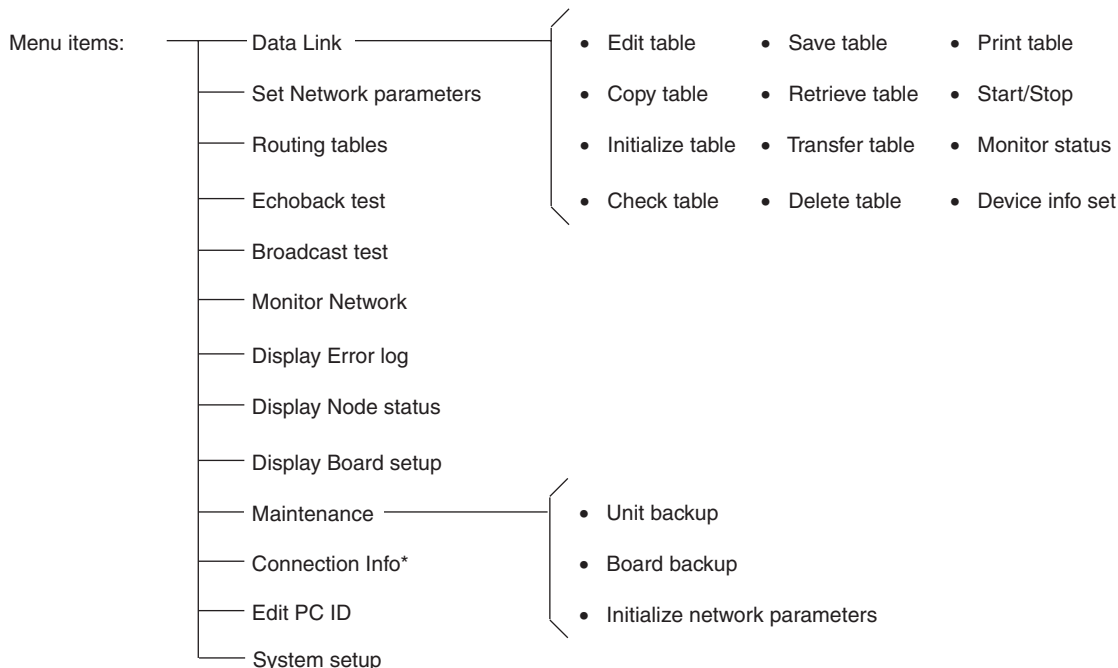 Menu items: Data Link • Edit table • Save table • Print table
Set Network parameters • Copy table • Retrieve table • Start/Stop
Routing tables • Initialize table • Transfer table • Monitor status
Echoback test • Check table • Delete table • Device info set
Broadcast test
Monitor Network
Display Error log
Display Node status
Display Board setup
Maintenance • Unit backup
Connection Info* • Board backup
Edit PC ID • Initialize network parameters
System setup